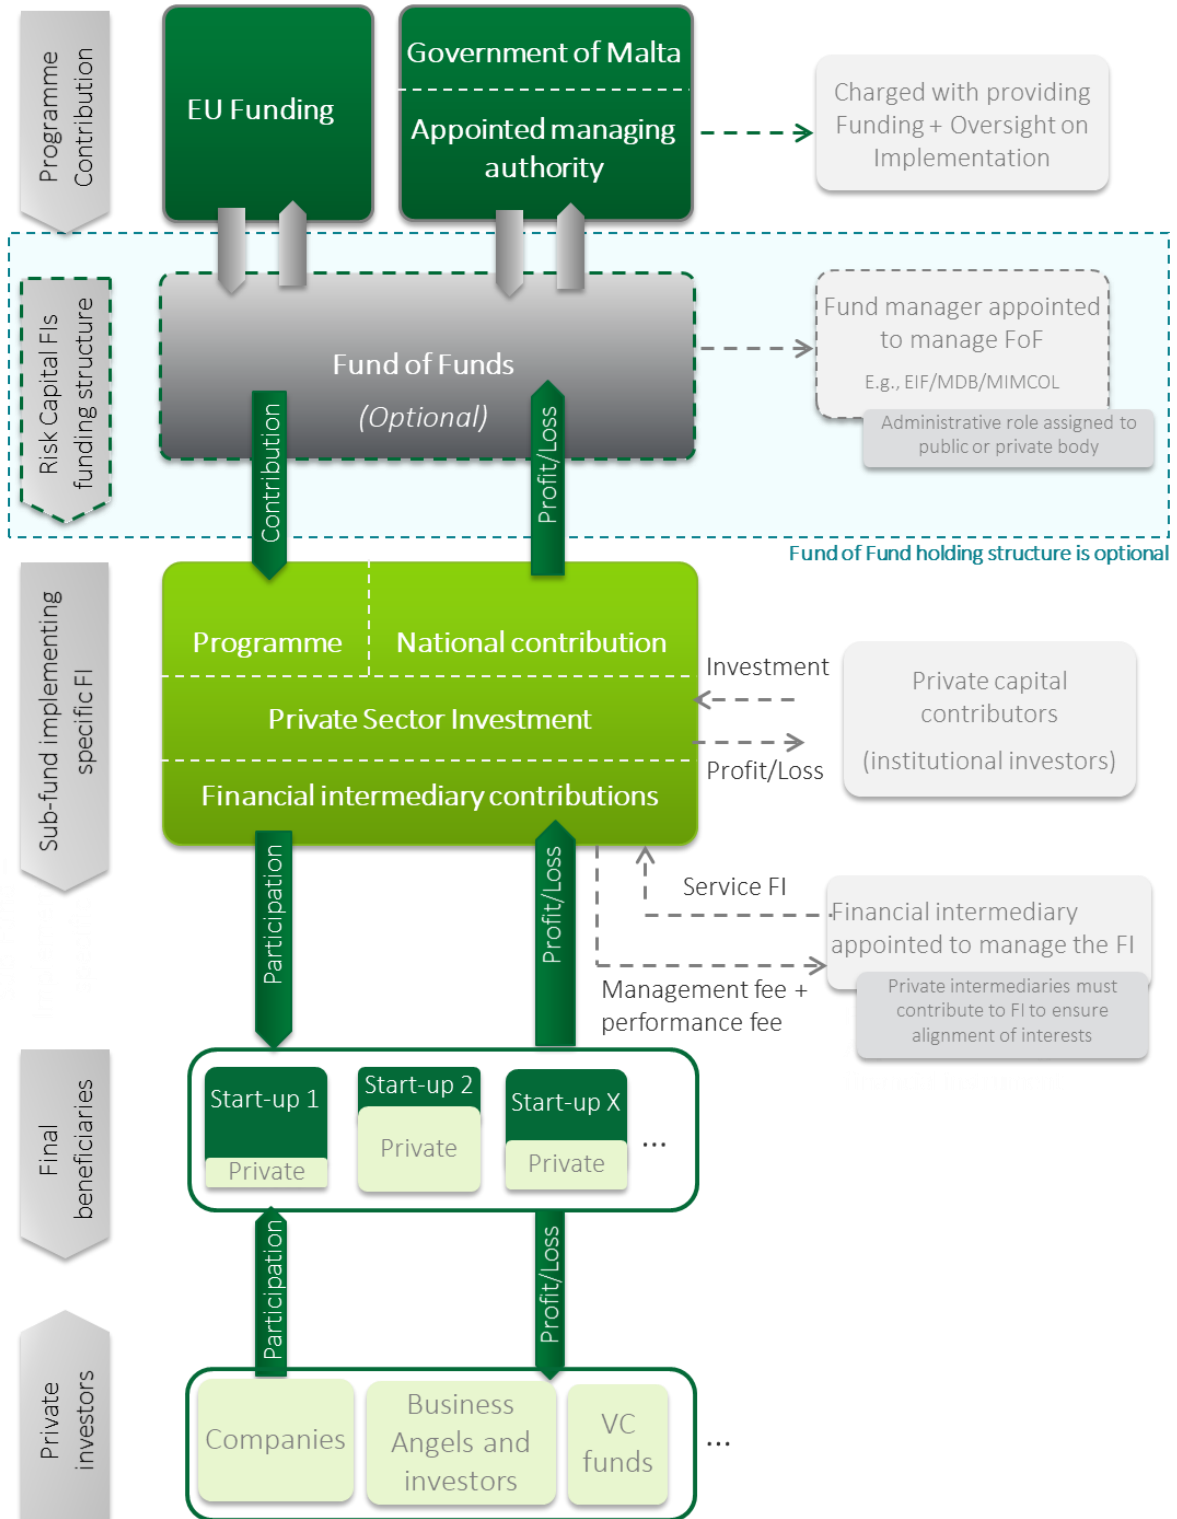 Programme
Contribution
EU Funding
Government of Malta
Appointed managing
authority
Charged with providing
Funding + Oversight on
Implementation
Risk Capital FIs
funding structure
Fund of Funds
(Optional)
Fund manager appointed
to manage FoF
E.g., EIF/MDB/MIMCOL
Administrative role assigned to
public or private body
Contribution
Profit/Loss
Fund of Fund holding structure is optional
Sub-fund implementing
specific FI
Programme
National contribution
Private Sector Investment
Financial intermediary contributions
Investment
Profit/Loss
Private capital
contributors
(institutional investors)
Participation
Profit/Loss
Service FI
Management fee +
performance fee
Financial intermediary
appointed to manage the FI
Private intermediaries must
contribute to FI to ensure
alignment of interests
Final
beneficiaries
Start-up 1
Private
Start-up 2
Private
Start-up X
Private
...
Participation
Profit/Loss
Private
investors
Companies
Business
Angels and
investors
VC
funds
...